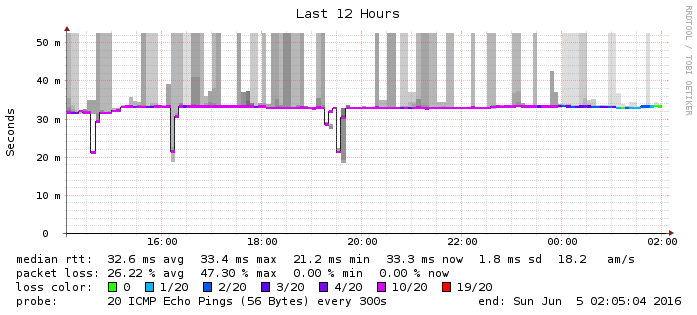 Last 12 Hours
RRDTOOL / TOBI OETIKER
Seconds
50 m
40 m
30 m
20 m
10 m
0
16:00 18:00 20:00 22:00 00:00 02:00
median rtt: 32.6 ms avg 33.4 ms max 21.2 ms min 33.3 ms now 1.8 ms sd 18.2 am/s
packet loss: 26.22 % avg 47.30 % max 0.00 % min 0.00 % now
loss color: 0 1/20 2/20 3/20 4/20 10/20 19/20
probe: 20 ICMP Echo Pings (56 Bytes) every 300s end: Sun Jun 5 02:05:04 2016